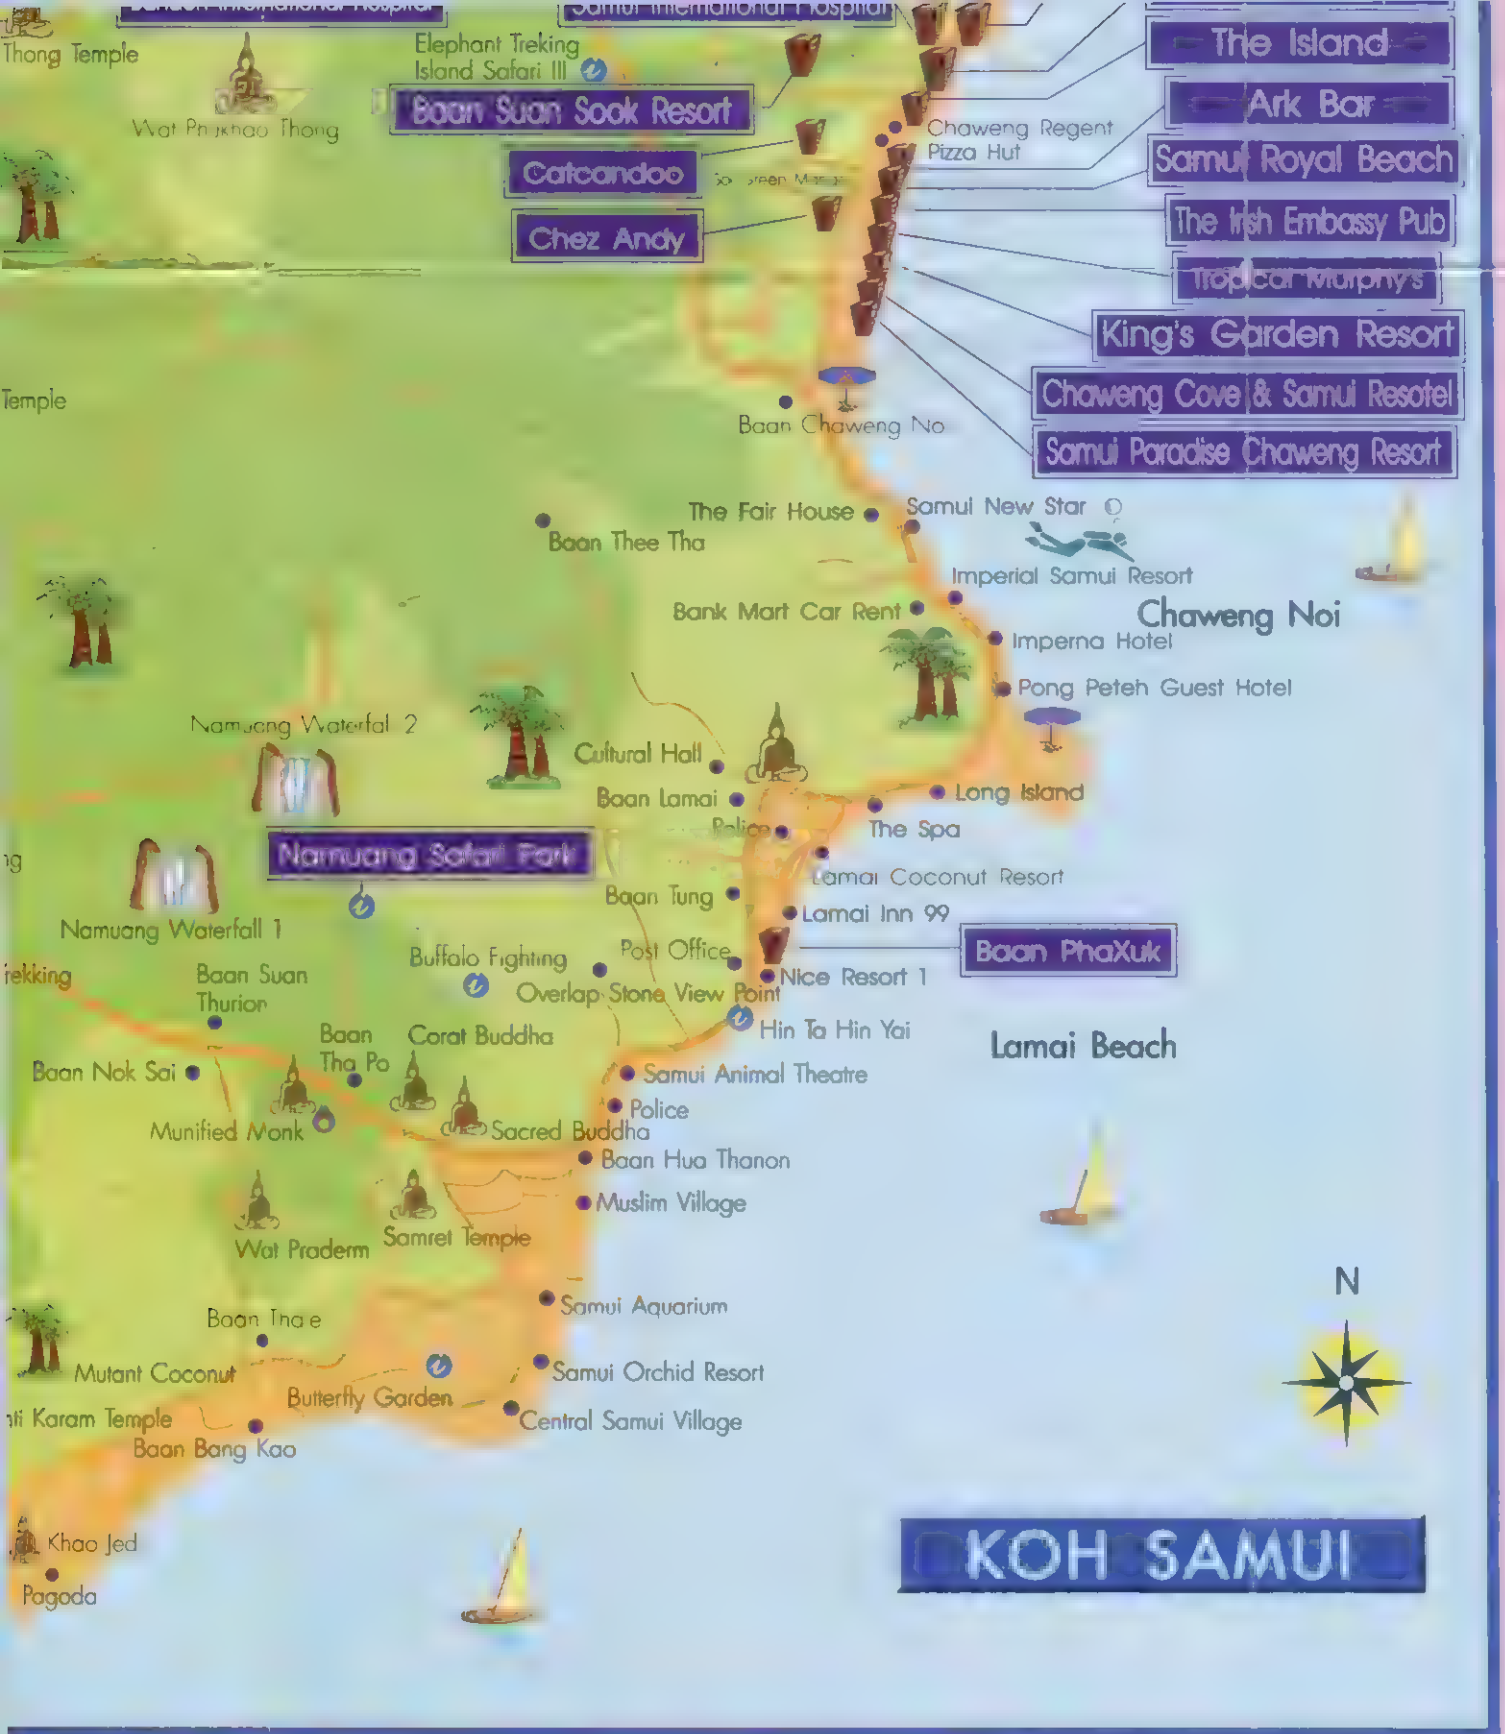 Samui International Hospital
Thong Temple
Elephant Treking
Island Safari III
The Island
Baan Suan Sook Resort
Ark Bar
Wat Phukhao Thong
Chaweng Regent
Pizza Hut
Samui Royal Beach
Catcandoo
The Irish Embassy Pub
Chez Andy
Tropical Murphy's
King's Garden Resort
Temple
Chaweng Cove & Samui Resotel
Baan Chaweng No
Samui Paradise Chaweng Resort
The Fair House
Samui New Star
Baan Thee Tha
Imperial Samui Resort
Bank Mart Car Rent
Chaweng Noi
Imperna Hotel
Pong Peteh Guest Hotel
Namuang Waterfal 2
Cultural Hall
Baan Lamai
Long Island
Police
The Spa
Namuang Safari Park
Lamai Coconut Resort
Baan Tung
Lamai Inn 99
Namuang Waterfall 1
Post Office
Baan PhaXuk
Buffalo Fighting
Baan Suan
Thurion
Nice Resort 1
Overlap Stone View Point
Hin Ta Hin Yai
Baan
Tha Po
Corat Buddha
Lamai Beach
Baan Nok Sai
Samui Animal Theatre
Police
Munified Monk
Sacred Buddha
Baan Hua Thanon
Muslim Village
Wat Praderm
Samret Temple
N
Samui Aquarium
Baan Tha e
Mutant Coconut
Samui Orchid Resort
Butterfly Garden
Karam Temple
Central Samui Village
Baan Bang Kao
Khao Jed
Pagoda
KOH SAMUI